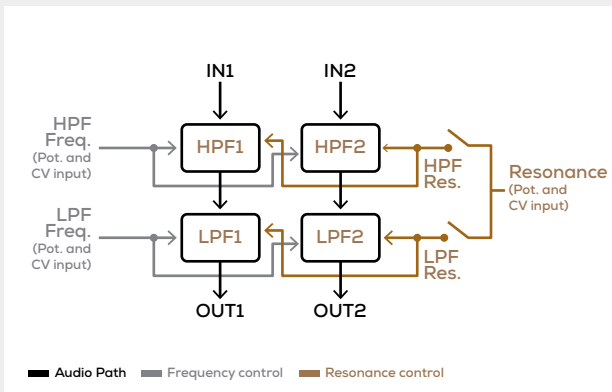 IN1
IN2
HPF
Freq.
(Pot. and
CV input)
HPF1
HPF2
HPF
Res.
Resonance
(Pot. and
CV input)
LPF
Freq.
(Pot. and
CV input)
LPF1
LPF2
LPF
Res.
OUT1
OUT2
Audio Path
Frequency control
Resonance control